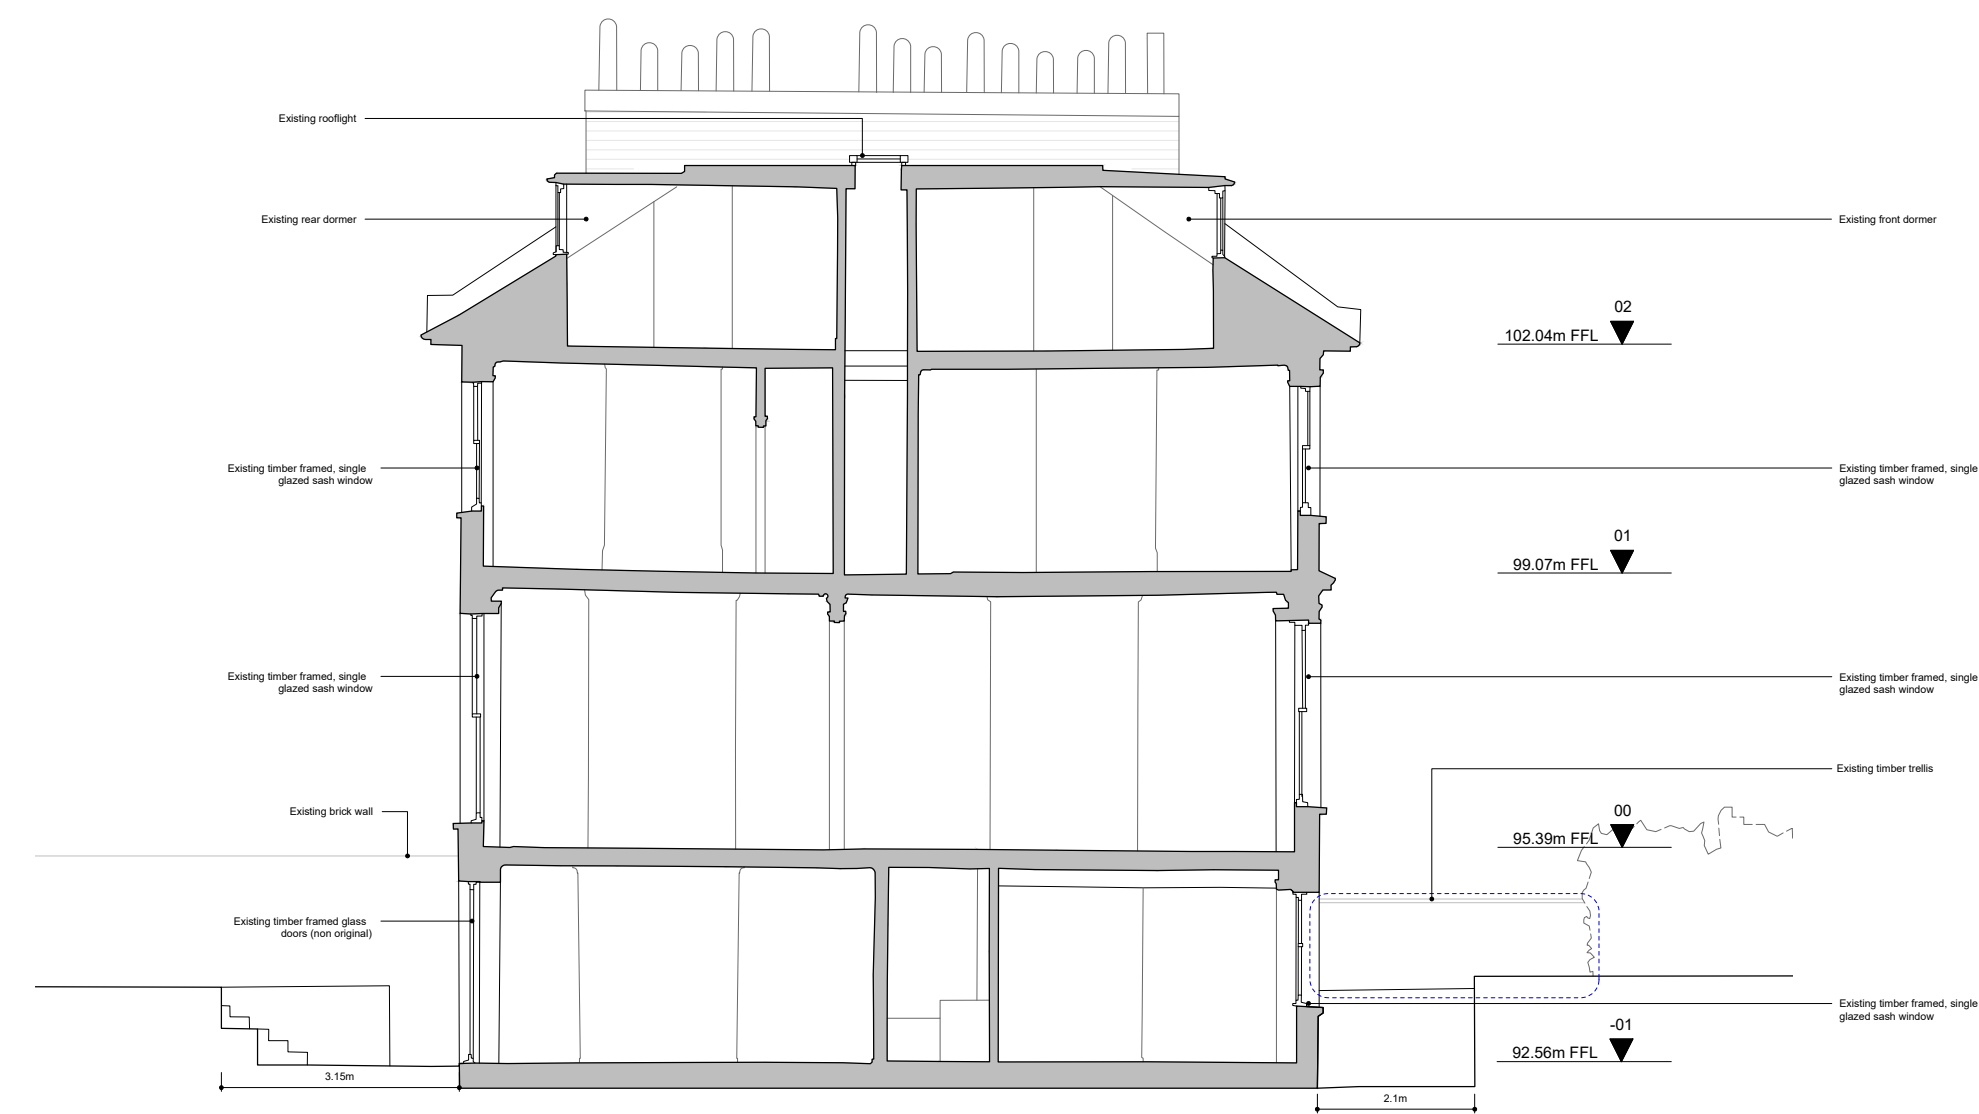 Existing rooflight
Existing rear dormer
Existing front dormer
02
102.04m FFL
Existing timber framed, single
glazed sash window
Existing timber framed, single
glazed sash window
01
99.07m FFL
Existing timber framed, single
glazed sash window
Existing timber framed, single
glazed sash window
Existing timber trellis
Existing brick wall
00
95.39m FFL
Existing timber framed glass
doors (non original)
Existing timber framed, single
glazed sash window
-01
92.56m FFL
3.15m
2.1m